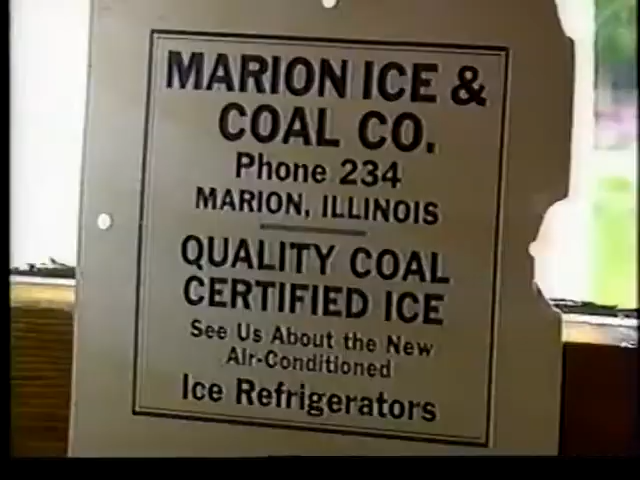 MARION ICE &
COAL CO.
Phone 234
MARION, ILLINOIS
QUALITY COAL
CERTIFIED ICE
See Us About the New
Air-Conditioned
Ice Refrigerators